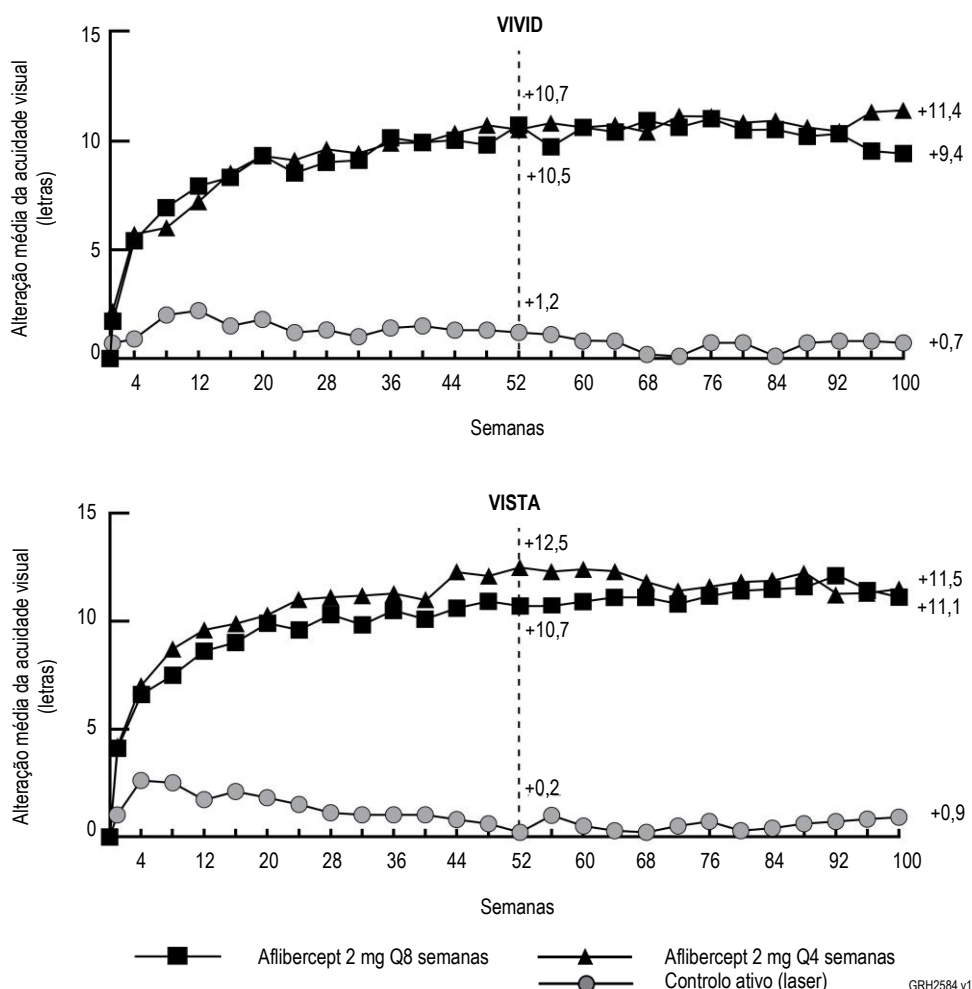 VIVID
Alteração média da acuidade visual
(letras)
15
10
5
0
+10,7
+10,5
+1,2
+11,4
+9,4
+0,7
4 12 20 28 36 44 52 60 68 76 84 92 100
Semanas
VISTA
Alteração média da acuidade visual
(letras)
15
10
5
0
+12,5
+10,7
+0,2
+11,5
+11,1
+0,9
4 12 20 28 36 44 52 60 68 76 84 92 100
Semanas
Aflibercept 2 mg Q8 semanas
Aflibercept 2 mg Q4 semanas
Controlo ativo (laser)
GRH2584 v1